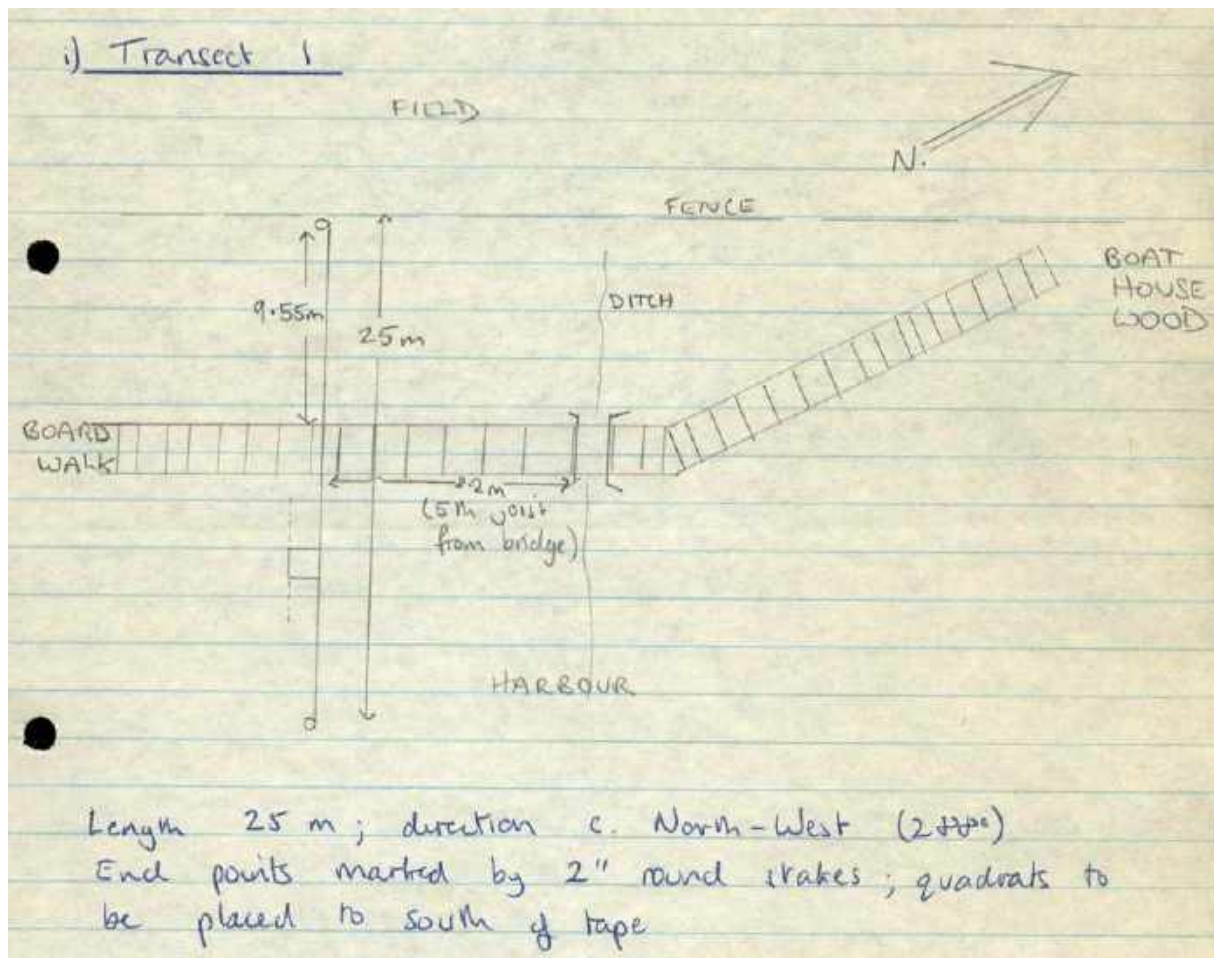 i) Transect 1
FIELD
N.
FENCE
BOAT
HOUSE
WOOD
DITCH
9.55m
25m
BOARD
WALK
2m
(5th joist
from bridge)
HARBOUR
Length 25 m; direction c. North-West
End points marked by 2" round stakes; quadrats to
be placed to south of tape